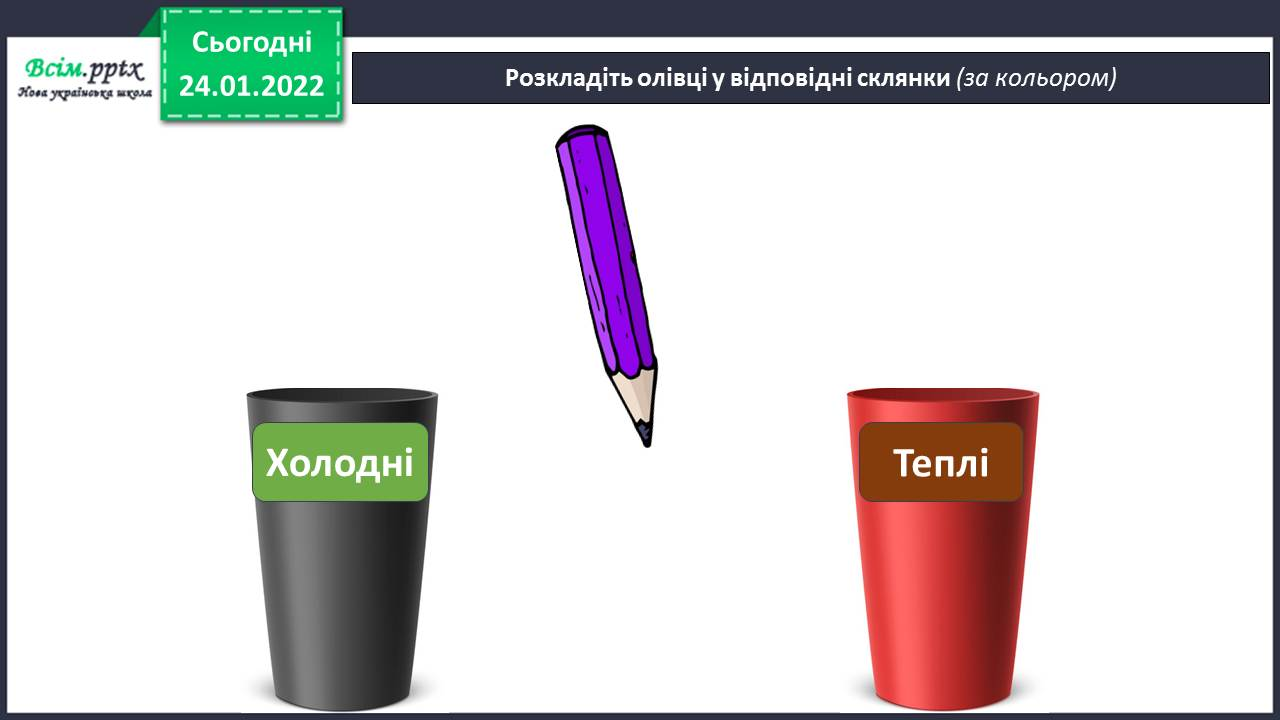 Всім.pptx
Нова українська школа
Сьогодні
24.01.2022
Розкладіть олівці у відповідні склянки (за кольором)
Холодні
Теплі